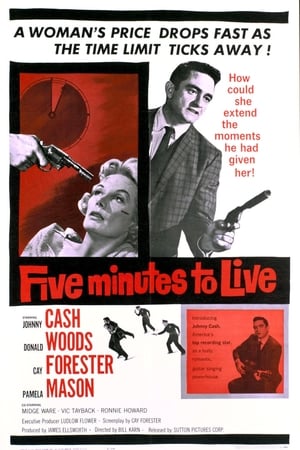 A WOMAN'S PRICE DROPS FAST AS
THE TIME LIMIT TICKS AWAY!
How
could
she
extend
the
moments
he had
given
her!
Five minutes to Live
STARRING
JOHNNY CASH
DONALD WOODS
CAY FORESTER
PAMELA MASON
CO-STARRING
MIDGE WARE · VIC TAYBACK · RONNIE HOWARD
Executive Producer LUDLOW FLOWER · Screenplay by CAY FORESTER
Produced by JAMES ELLSWORTH · Directed by BILL KARN · Released by SUTTON PICTURES CORP.
Introducing
Johnny Cash,
America's
top recording star,
as a body,
romantic,
guitar singing
powerhouse.